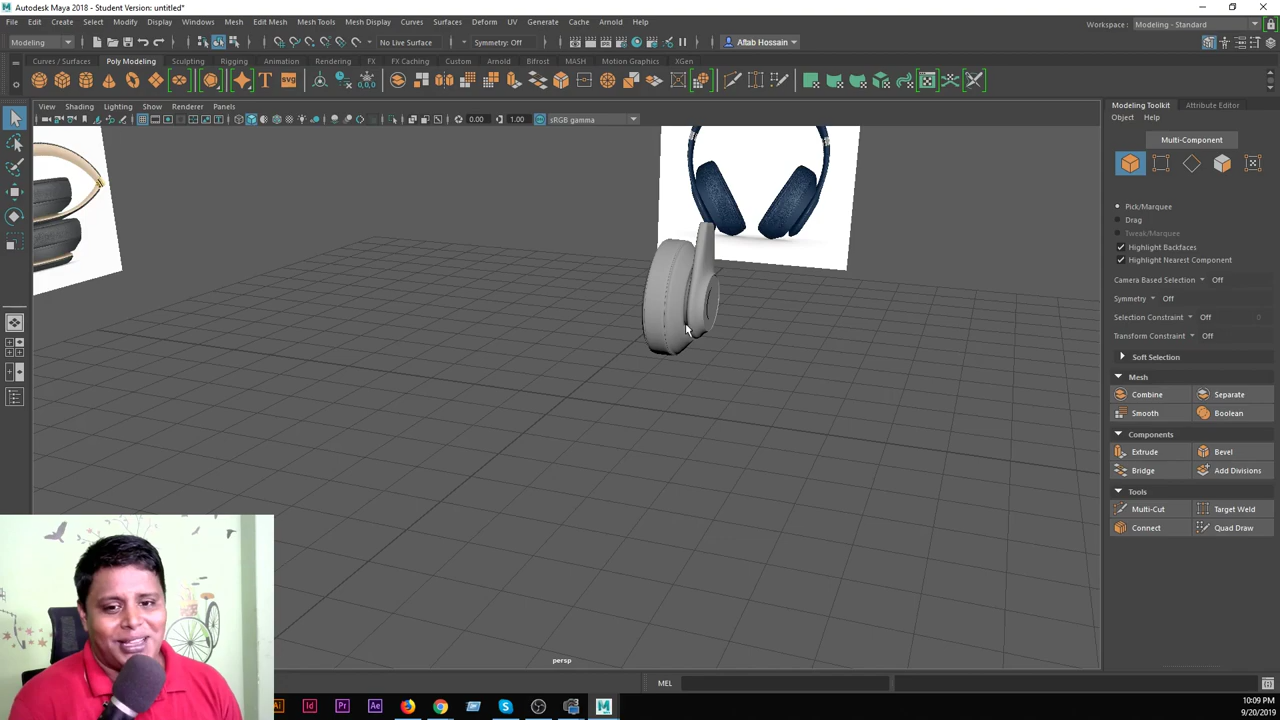 Autodesk Maya 2018 - Student Version: untitled*
File Edit Create Select Modify Display Windows Mesh Edit Mesh Mesh Tools Mesh Display Curves Surfaces Deform UV Generate Cache Arnold Help
Workspace : Modeling - Standard
Modeling No Live Surface Symmetry: Off Aftab Hossain
Curves / Surfaces Poly Modeling Sculpting Rigging Animation Rendering FX FX Caching Custom Arnold Bifrost MASH Motion Graphics XGen
View Shading Lighting Show Renderer Panels
0.00 1.00 sRGB gamma
Modeling Toolkit Attribute Editor
Object Help
Multi-Component
Pick/Marquee
Drag
Tweak/Marquee
Highlight Backfaces
Highlight Nearest Component
Camera Based Selection Off
Symmetry Off
Selection Constraint Off
Transform Constraint Off
Soft Selection
Mesh
Combine Separate
Smooth Boolean
Components
Extrude Bevel
Bridge Add Divisions
Tools
Multi-Cut Target Weld
Connect Quad Draw
persp
MEL
Ai Id Pr Ae
10:09 PM
9/20/2019